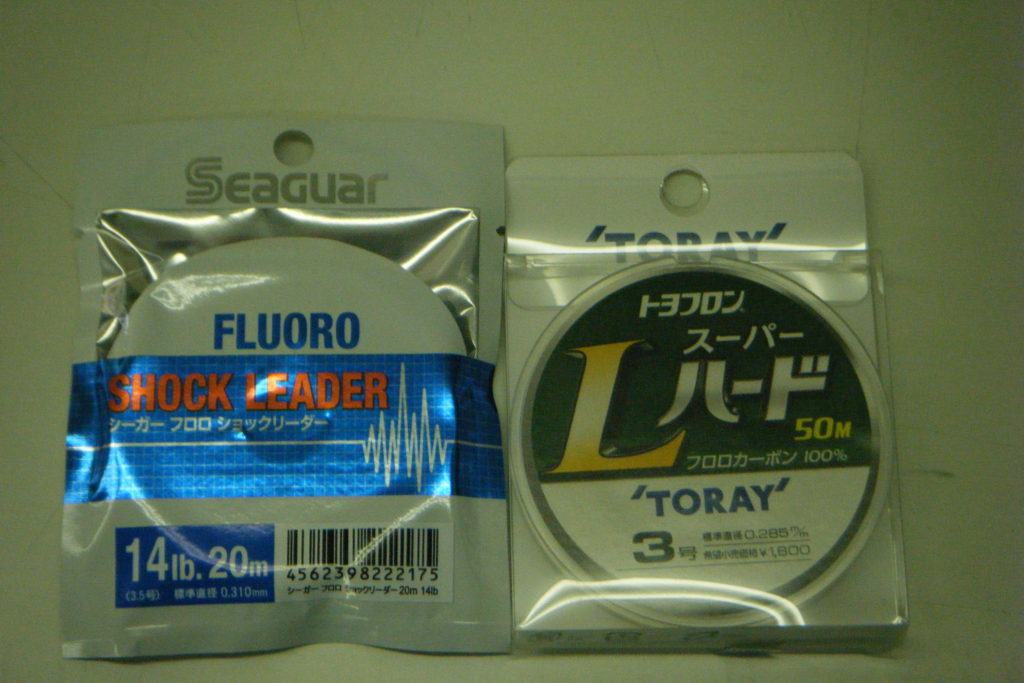 Seaguar
FLUORO
SHOCK LEADER
シーガー フロロ ショックリーダー
14lb. 20m
(3.5号) 標準直径 0.310mm
4562398222175
シーガー フロロ ショックリーダー 20m 14lb
'TORAY'
トヨフロン
スーパー
L ハード
50M
フロロカーボン 100%
'TORAY'
3号
標準直径 0.285m/m
希望小売価格 ¥1,800